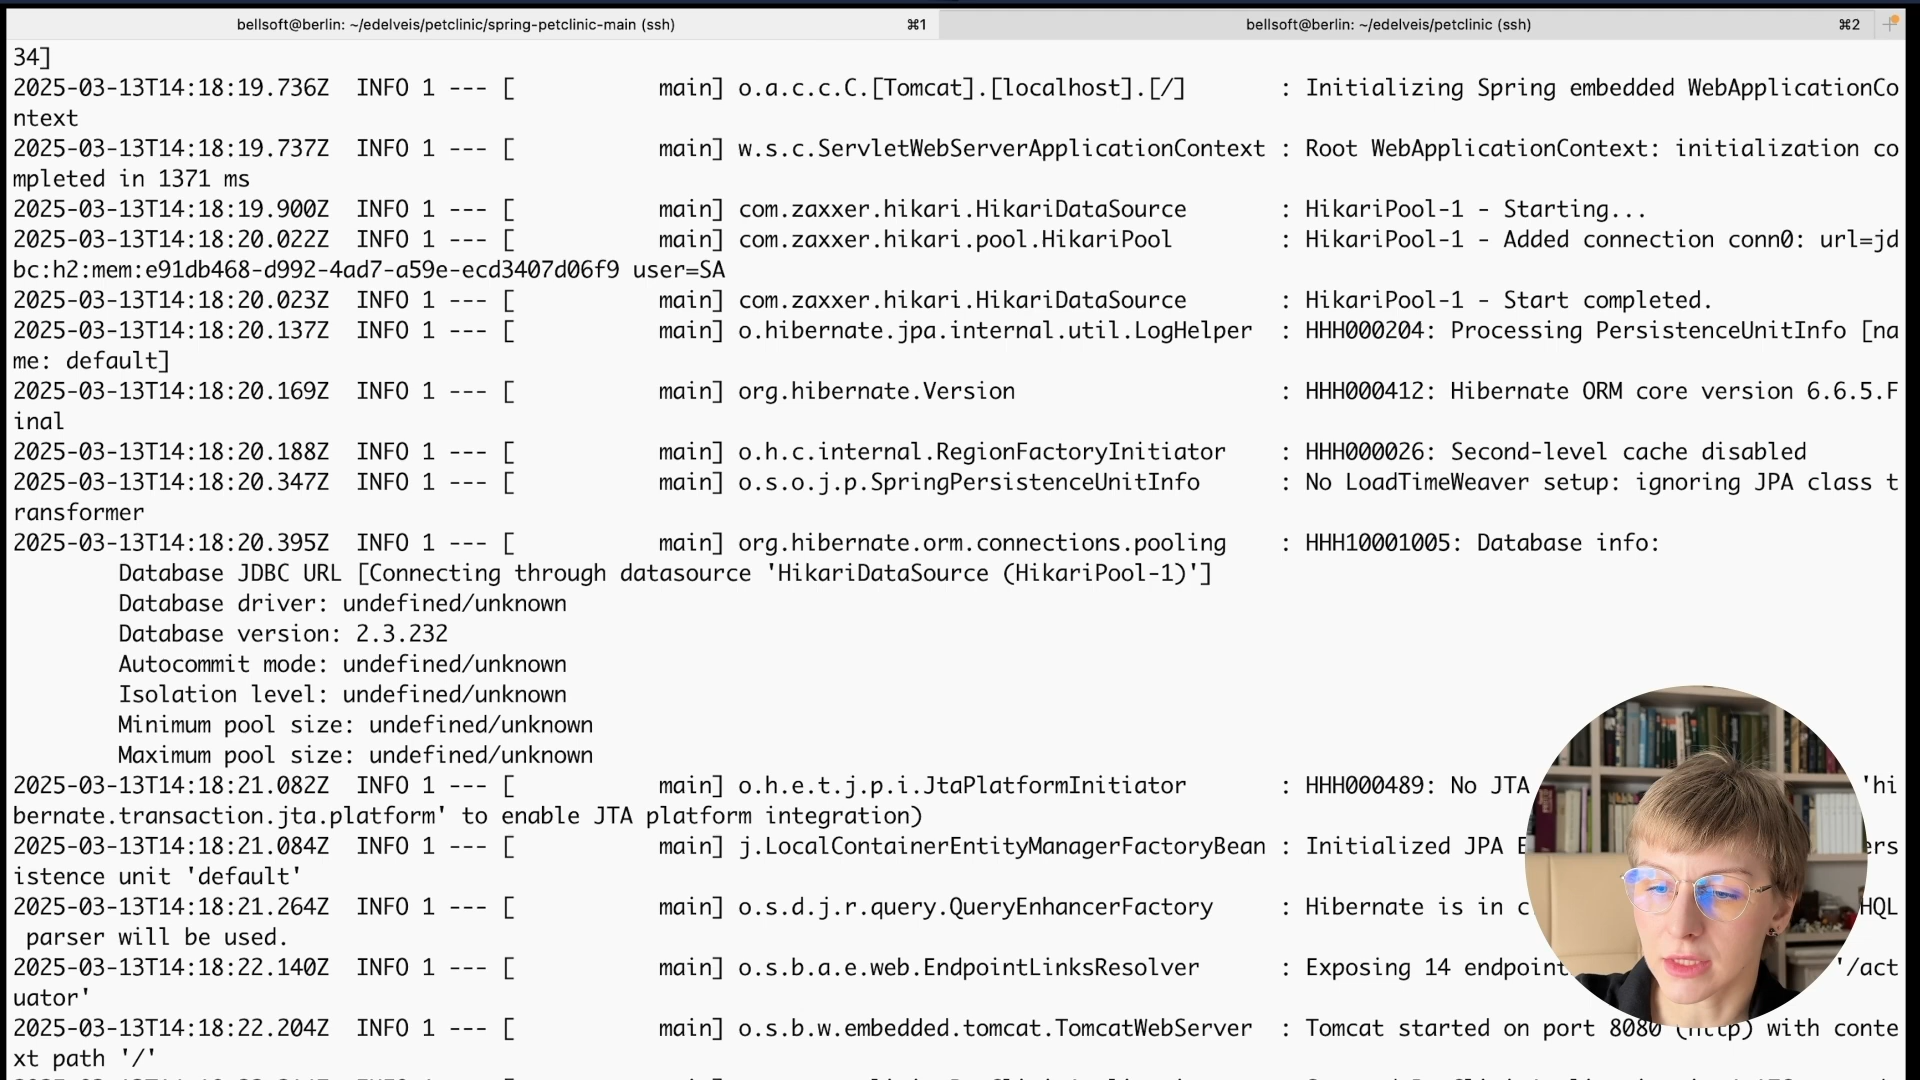 bellsoft@berlin: ~/edelveis/petclinic/spring-petclinic-main (ssh) ⌘1 bellsoft@berlin: ~/edelveis/petclinic (ssh) ⌘2
34]
2025-03-13T14:18:19.736Z  INFO 1 --- [           main] o.a.c.c.C.[Tomcat].[localhost].[/]       : Initializing Spring embedded WebApplicationCo
ntext
2025-03-13T14:18:19.737Z  INFO 1 --- [           main] w.s.c.ServletWebServerApplicationContext : Root WebApplicationContext: initialization co
mpleted in 1371 ms
2025-03-13T14:18:19.900Z  INFO 1 --- [           main] com.zaxxer.hikari.HikariDataSource       : HikariPool-1 - Starting...
2025-03-13T14:18:20.022Z  INFO 1 --- [           main] com.zaxxer.hikari.pool.HikariPool        : HikariPool-1 - Added connection conn0: url=jd
bc:h2:mem:e91db468-d992-4ad7-a59e-ecd3407d06f9 user=SA
2025-03-13T14:18:20.023Z  INFO 1 --- [           main] com.zaxxer.hikari.HikariDataSource       : HikariPool-1 - Start completed.
2025-03-13T14:18:20.137Z  INFO 1 --- [           main] o.hibernate.jpa.internal.util.LogHelper  : HHH000204: Processing PersistenceUnitInfo [na
me: default]
2025-03-13T14:18:20.169Z  INFO 1 --- [           main] org.hibernate.Version                    : HHH000412: Hibernate ORM core version 6.6.5.F
inal
2025-03-13T14:18:20.188Z  INFO 1 --- [           main] o.h.c.internal.RegionFactoryInitiator    : HHH000026: Second-level cache disabled
2025-03-13T14:18:20.347Z  INFO 1 --- [           main] o.s.o.j.p.SpringPersistenceUnitInfo      : No LoadTimeWeaver setup: ignoring JPA class t
ransformer
2025-03-13T14:18:20.395Z  INFO 1 --- [           main] org.hibernate.orm.connections.pooling    : HHH10001005: Database info:
        Database JDBC URL [Connecting through datasource 'HikariDataSource (HikariPool-1)']
        Database driver: undefined/unknown
        Database version: 2.3.232
        Autocommit mode: undefined/unknown
        Isolation level: undefined/unknown
        Minimum pool size: undefined/unknown
        Maximum pool size: undefined/unknown
2025-03-13T14:18:21.082Z  INFO 1 --- [           main] o.h.e.t.j.p.i.JtaPlatformInitiator       : HHH000489: No JTA 'hi
bernate.transaction.jta.platform' to enable JTA platform integration)
2025-03-13T14:18:21.084Z  INFO 1 --- [           main] j.LocalContainerEntityManagerFactoryBean : Initialized JPA E ers
istence unit 'default'
2025-03-13T14:18:21.264Z  INFO 1 --- [           main] o.s.d.j.r.query.QueryEnhancerFactory     : Hibernate is in c HQL
 parser will be used.
2025-03-13T14:18:22.140Z  INFO 1 --- [           main] o.s.b.a.e.web.EndpointLinksResolver      : Exposing 14 endpoint '/act
uator'
2025-03-13T14:18:22.204Z  INFO 1 --- [           main] o.s.b.w.embedded.tomcat.TomcatWebServer  : Tomcat started on port 8080 (http) with conte
xt path '/'